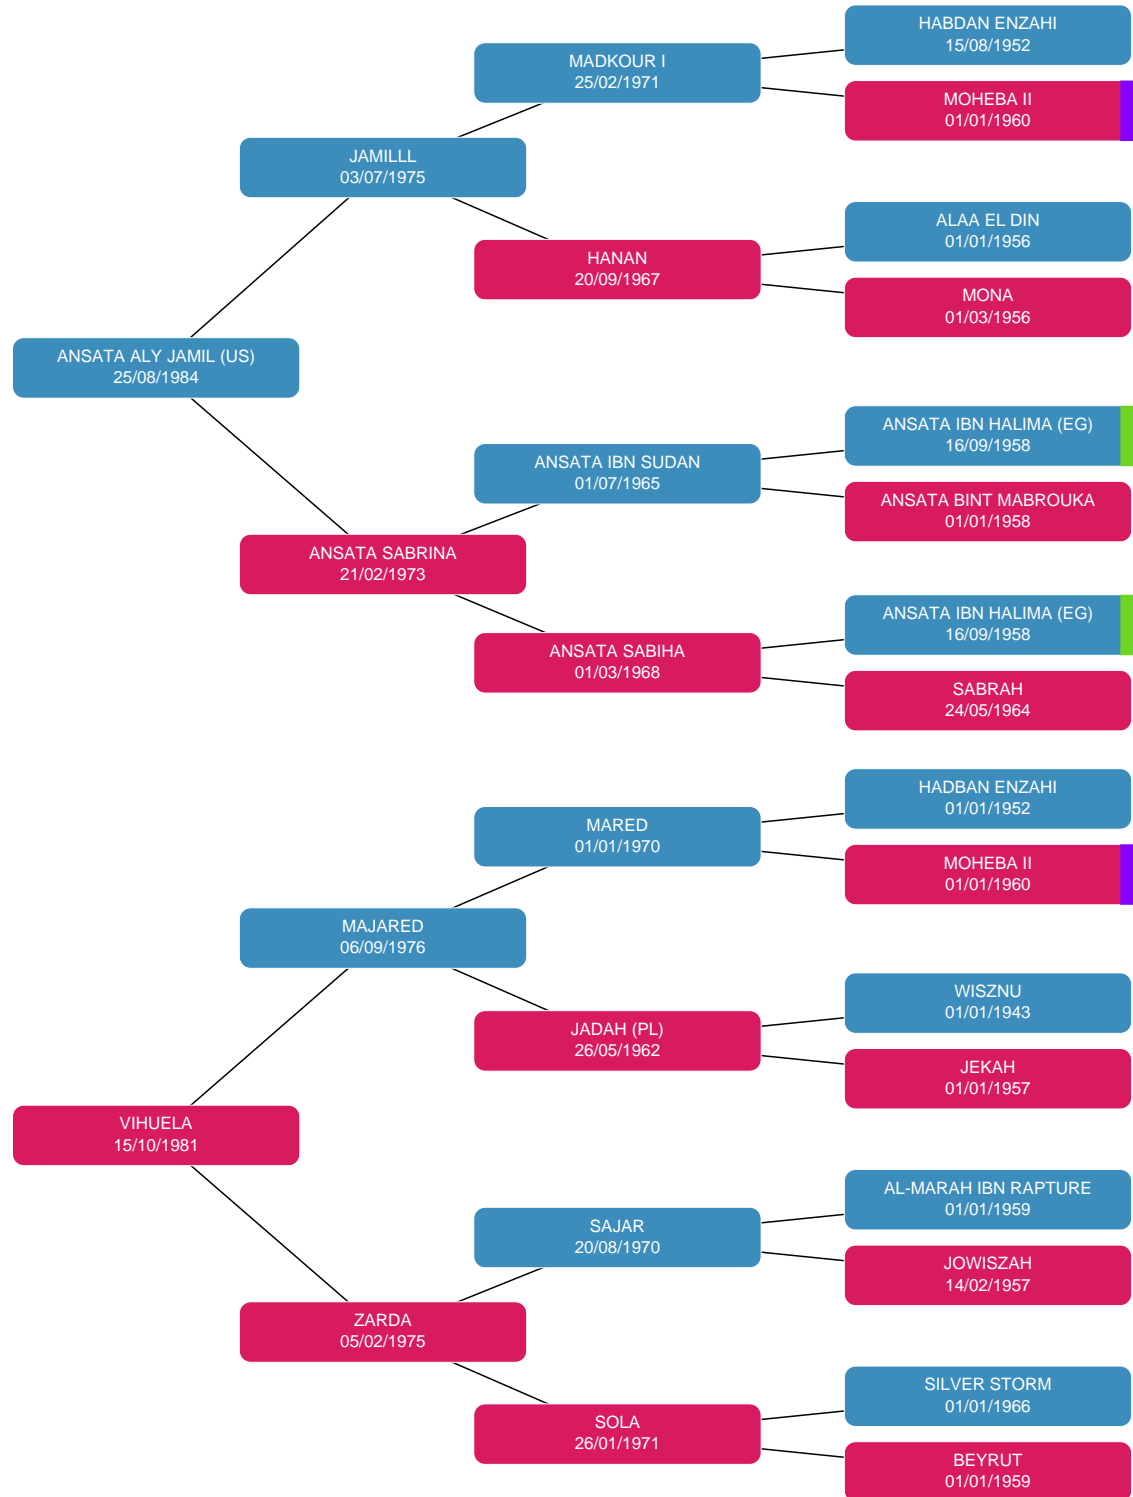 HABDAN ENZAHI
15/08/1952
MADKOUR I
25/02/1971
MOHEBA II
01/01/1960
JAMILLL
03/07/1975
ALAA EL DIN
01/01/1956
HANAN
20/09/1967
MONA
01/03/1956
ANSATA ALY JAMIL (US)
25/08/1984
ANSATA IBN HALIMA (EG)
16/09/1958
ANSATA IBN SUDAN
01/07/1965
ANSATA BINT MABROUKA
01/01/1958
ANSATA SABRINA
21/02/1973
ANSATA IBN HALIMA (EG)
16/09/1958
ANSATA SABIHA
01/03/1968
SABRAH
24/05/1964
HADBAN ENZAHI
01/01/1952
MARED
01/01/1970
MOHEBA II
01/01/1960
MAJARED
06/09/1976
WISZNU
01/01/1943
JADAH (PL)
26/05/1962
JEKAH
01/01/1957
VIHUELA
15/10/1981
AL-MARAH IBN RAPTURE
01/01/1959
SAJAR
20/08/1970
JOWISZAH
14/02/1957
ZARDA
05/02/1975
SILVER STORM
01/01/1966
SOLA
26/01/1971
BEYRUT
01/01/1959